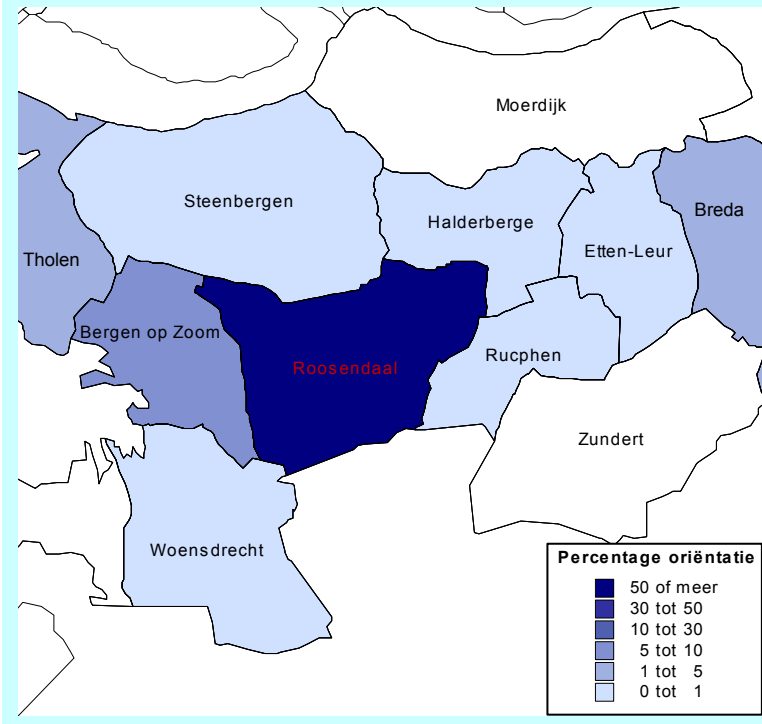 Moerdijk
Steenbergen
Halderberge
Breda
Etten-Leur
Tholen
Bergen op Zoom
Rucphen
Roosendaal
Zundert
Woensdrecht
Percentage oriëntatie
50 of meer
30 tot 50
10 tot 30
5 tot 10
1 tot 5
0 tot 1